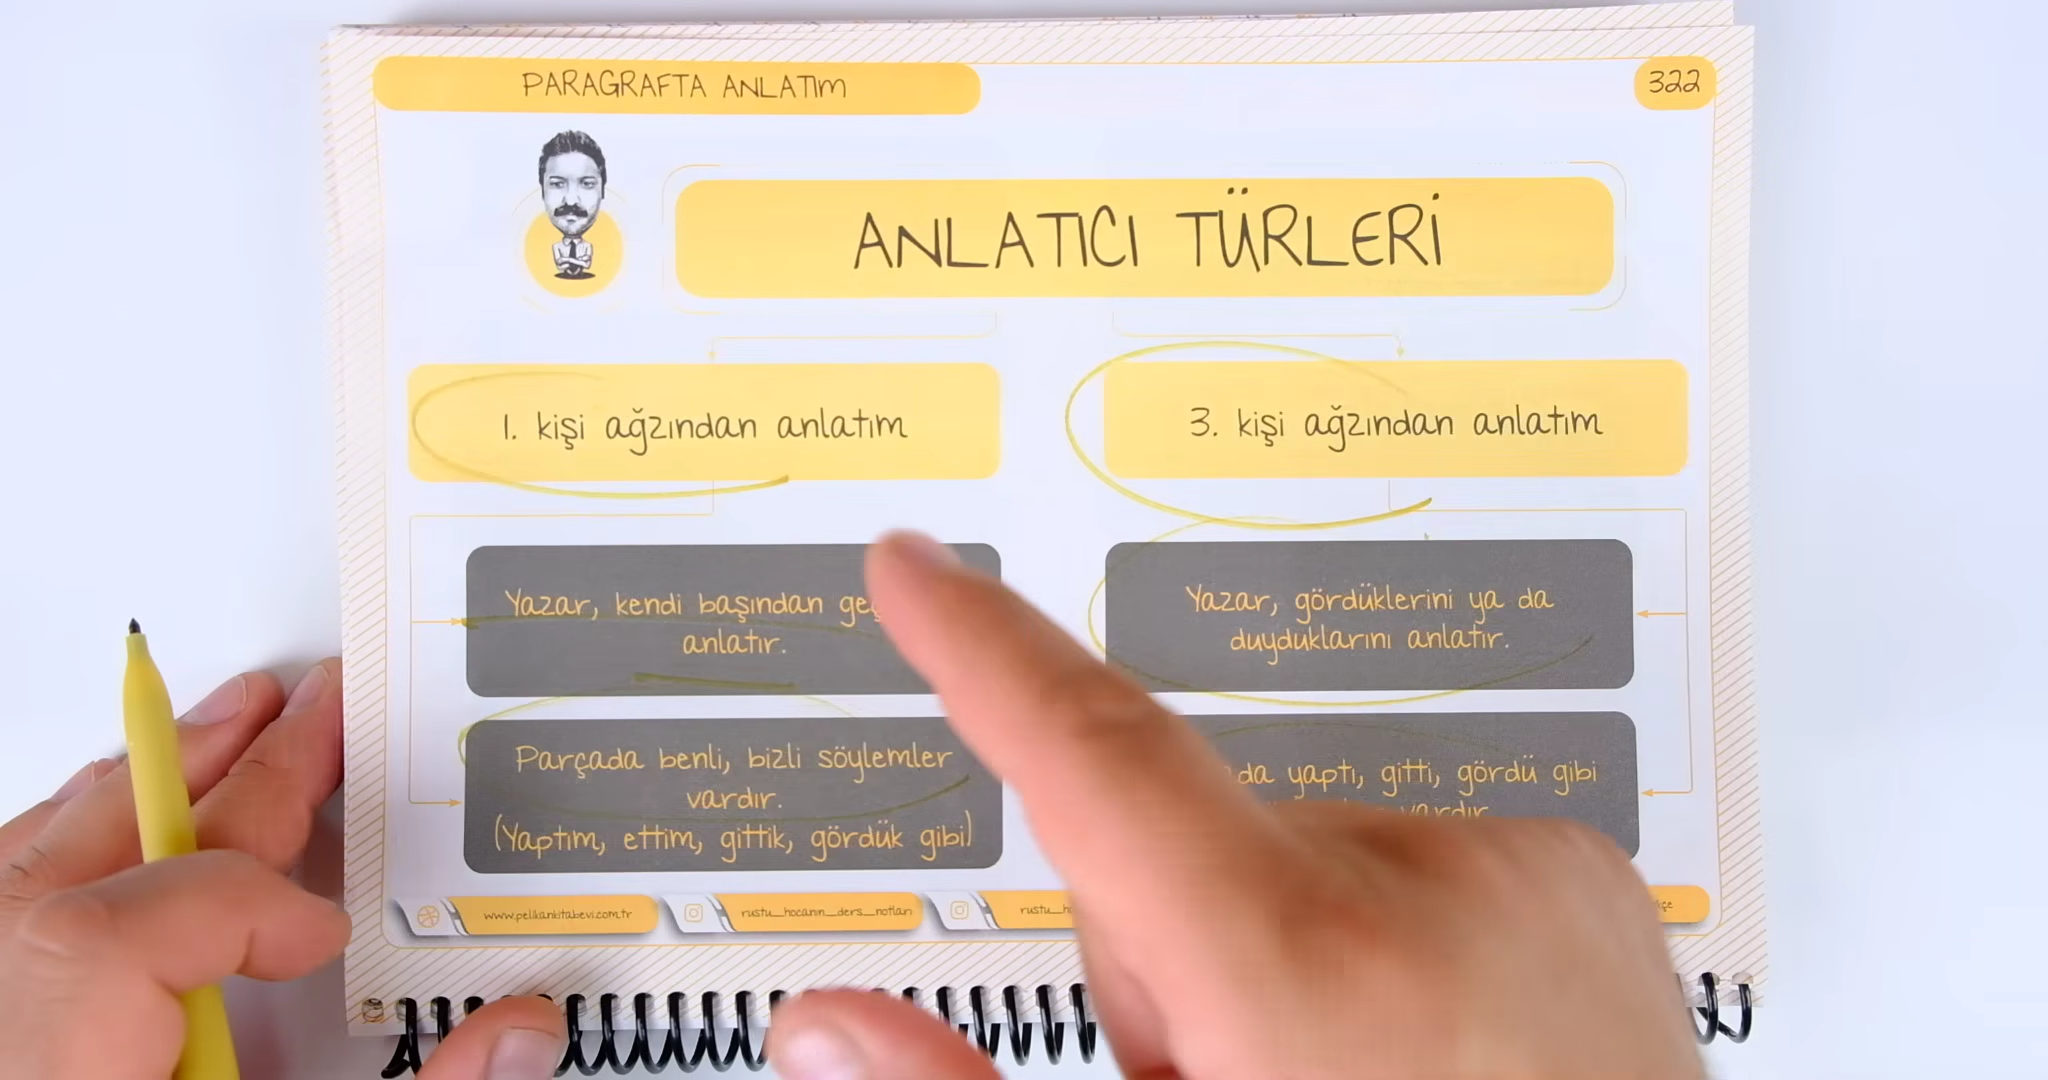 PARAGRAFTA ANLATIM
322
ANLATICI TÜRLERİ
1. kişi ağzından anlatım
3. kişi ağzından anlatım
Yazar, kendi başından
anlatır.
Yazar, gördüklerini ya da
duyduklarını anlatır.
Parçada benli, bizli söylemler
vardır.
(Yaptım, ettim, gittik, gördük gibi)
yaptı, gitti, gördü gibi
vardır
www.pelikankitabevi.com.tr
rustu_hocanın_ders_notları